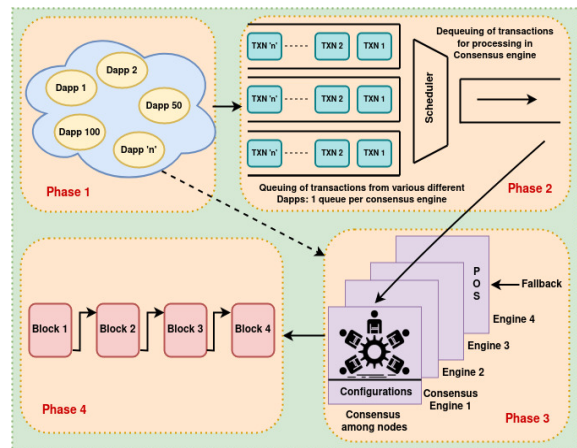 Dapp 1
Dapp 2
Dapp 50
Dapp 100
Dapp 'n'
Phase 1
TXN 'n'
TXN 2
TXN 1
TXN 'n'
TXN 2
TXN 1
TXN 'n'
TXN 2
TXN 1
Scheduler
Dequeuing of transactions
for processing in
Consensus engine
Queuing of transactions from various different
Dapps: 1 queue per consensus engine
Phase 2
POS
Fallback
Engine 4
Engine 3
Engine 2
Configurations
Consensus
Engine 1
Consensus
among nodes
Phase 3
Block 1
Block 2
Block 3
Block 4
Phase 4